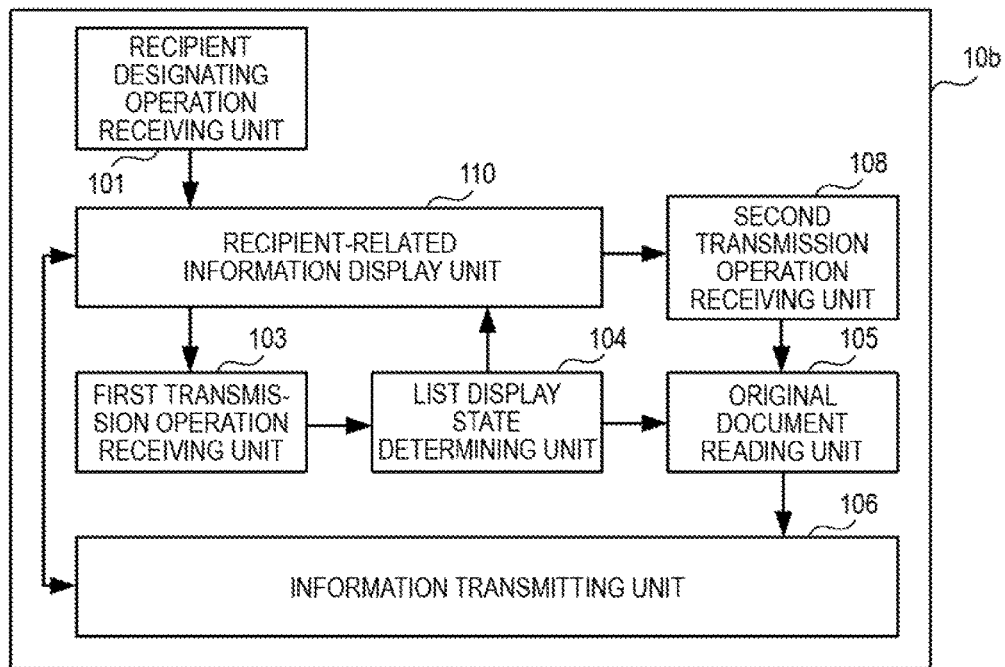 RECIPIENT
DESIGNATING
OPERATION
RECEIVING UNIT
10b
101
110
108
RECIPIENT-RELATED
INFORMATION DISPLAY UNIT
SECOND
TRANSMISSION
OPERATION
RECEIVING UNIT
103
104
105
FIRST TRANSMIS-
SION OPERATION
RECEIVING UNIT
LIST DISPLAY
STATE
DETERMINING UNIT
ORIGINAL
DOCUMENT
READING UNIT
106
INFORMATION TRANSMITTING UNIT